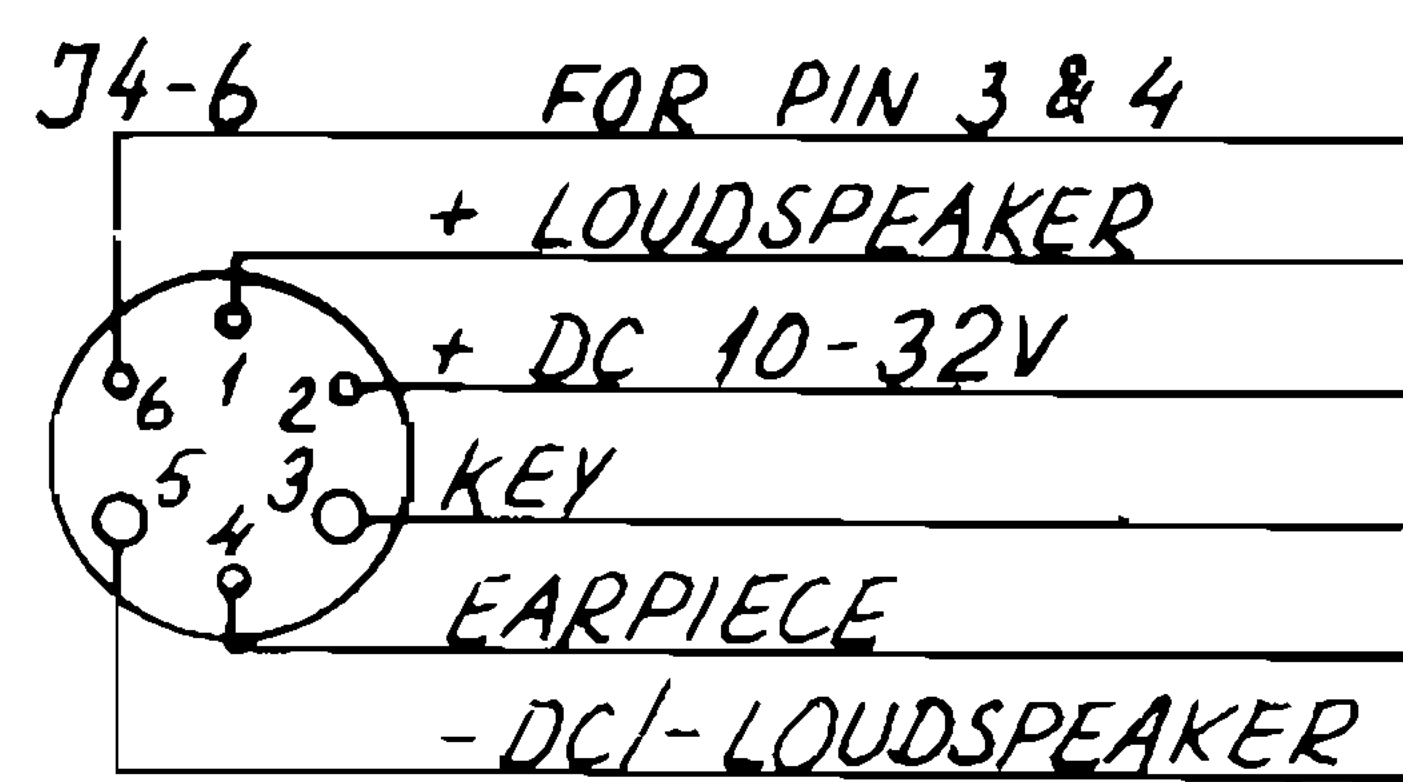 J4-6 FOR PIN 3 & 4
+ LOUDSPEAKER
+ DC 10-32V
1
6 2
KEY
5 3
4
EARPIECE
-DC/-LOUDSPEAKER